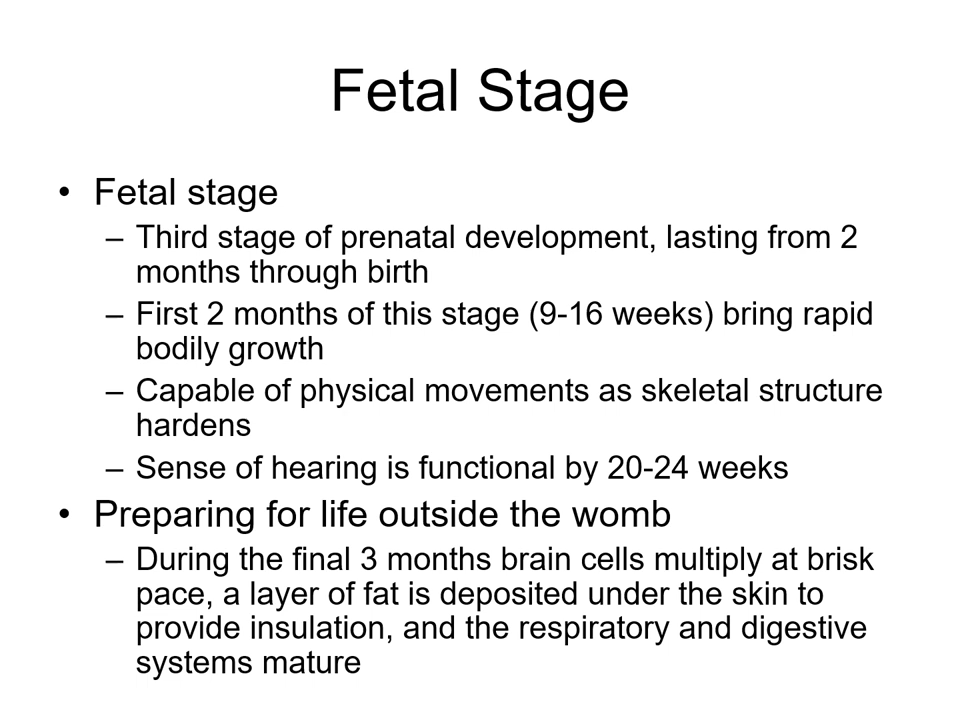 Fetal Stage
• Fetal stage
– Third stage of prenatal development, lasting from 2
months through birth
– First 2 months of this stage (9-16 weeks) bring rapid
bodily growth
– Capable of physical movements as skeletal structure
hardens
– Sense of hearing is functional by 20-24 weeks
• Preparing for life outside the womb
– During the final 3 months brain cells multiply at brisk
pace, a layer of fat is deposited under the skin to
provide insulation, and the respiratory and digestive
systems mature